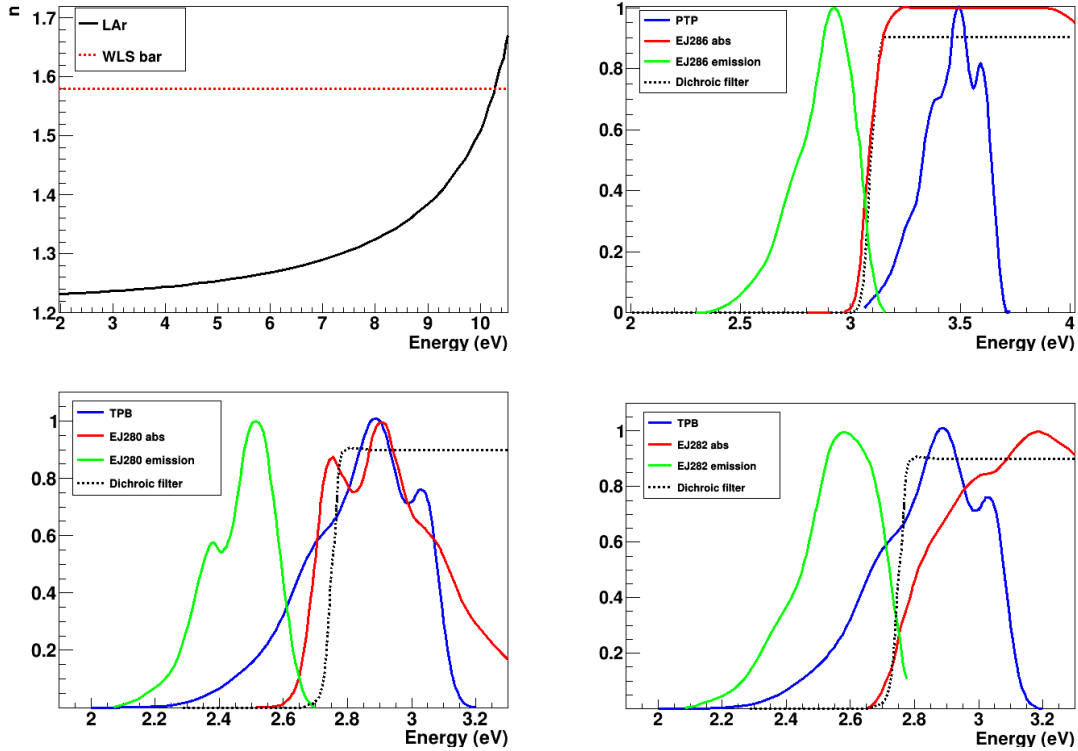 n
1.7
1.6
1.5
1.4
1.3
1.2
LAr
WLS bar
2 3 4 5 6 7 8 9 10
Energy (eV)
1
0.8
0.6
0.4
0.2
0
PTP
EJ286 abs
EJ286 emission
Dichroic filter
2 2.5 3 3.5 4
Energy (eV)
1
0.8
0.6
0.4
0.2
TPB
EJ280 abs
EJ280 emission
Dichroic filter
2 2.2 2.4 2.6 2.8 3 3.2
Energy (eV)
1
0.8
0.6
0.4
0.2
TPB
EJ282 abs
EJ282 emission
Dichroic filter
2 2.2 2.4 2.6 2.8 3 3.2
Energy (eV)